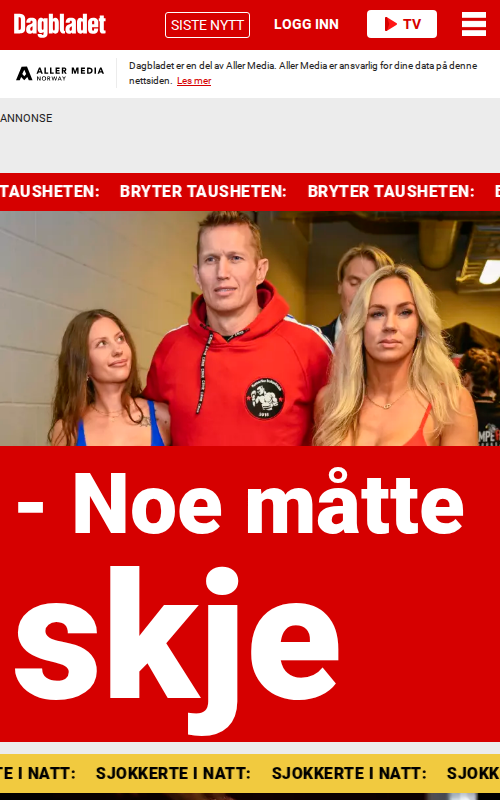 Dagbladet
SISTE NYTT
LOGG INN
TV
ALLER MEDIA
NORWAY
Dagbladet er en del av Aller Media. Aller Media er ansvarlig for dine data på denne
nettsiden. Les mer
ANNONSE
TAUSHETEN: BRYTER TAUSHETEN: BRYTER TAUSHETEN:
- Noe måtte
skje
TE I NATT: SJOKKERTE I NATT: SJOKKERTE I NATT: SJOKK